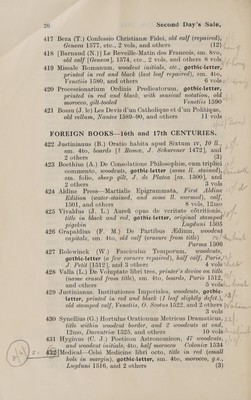 26 Second Day's Sale,
417 Beza (T.) Confessio Christianæ Fidei, old calf (repaired),
Geneva 1577, etc., 2 vols, and others (12)
418 [Barnaud (N.)] Le Reveille-Matin des Francois, sm. 8vo,
old calf [Geneva], 1574, etc., 2 vols, and others 8 vols
419 Missale Romanum, woodcut initials, etc., gothic-letter,
printed in red and black (last leaf repaired), sm. 4to,
Venetiis 1580, and others 6 vols
420 Processionarium Ordinis Predicatorum, gothic-letter,
printed in red and black, with musical notation, old
morocco, gilt-tooled Venetiis 1590
421 Bosen (J. le) Les Devis d'un Catholique et d'un Politique,
old vellum, Nantes 1589-90, and others 11 vols
FOREIGN BOOKS—16th and 17th CENTURIES.
422 Justinianus (B.) Oratio habita apud Sixtum IV, 10 ll.,
sm. 4to, boards [? Rome, J. Schurener 1472], and
2 others (3)
423 Boethius (A.) De Consolatione Philosophie, cum triplici
commento, woodcuts, gothic-letter (some ll. stained),
sm. folio, sheep gilt, J. de Platea [sm. 1500], and
2 others 3 vols
424 Aldine Press—Martialis Epigrammata, First Aldine
Edition (water-stained, and some ll. wormed), calf,
1501, and others 8 vols, 12mo
425 Vivaldus (J. L.) Aureū opus de veritate cōtritionis,
title in black and red, gothic-letter, original stamped
pigskin Lugduni 1505
426 Grapaldus (F. M.) De Partibus Ædium, woodcut
capitals, sm. 4to, old calf (erasure from title)
Parma 1506
427 Rolewinck (W.) Fasciculus Temporum, woodcuts,
gothic-letter (a few corners repaired), half calf, Paris,
J. Petit [1512]; and 3 others 4 vols
428 Valla (L.) De Voluptate libri tres, printer's device on title
(name erased from title), sm. 4to, boards, Paris 1512,
and others 5 vols
429 Justinianus. Institutiones Imperiales, woodcuts, gothic-
letter, printed in red and black (1 leaf slightly defect.),
old stamped calf, Venetiis, O. Scotus 1522, and 2 others
3 vols
430 Synellius (G.) Hortulus Orationum Metricus Dramaticus,
title within woodcut border, and 2 woodcuts at end,
12mo, Daventriæ 1525, and others 10 vols
431 Hyginus (C. J.) Poeticon Astronomicon, 47 woodcuts,
and woodcut initials, 4to, half morocco Coloniæ 1534
432 Medical—Celsi Medicinæ libri octo, title in red (small
hole in margin), gothic-letter, sm. 4to, morocco, g.e.,
Lugduni 1516, and 2 others (3)